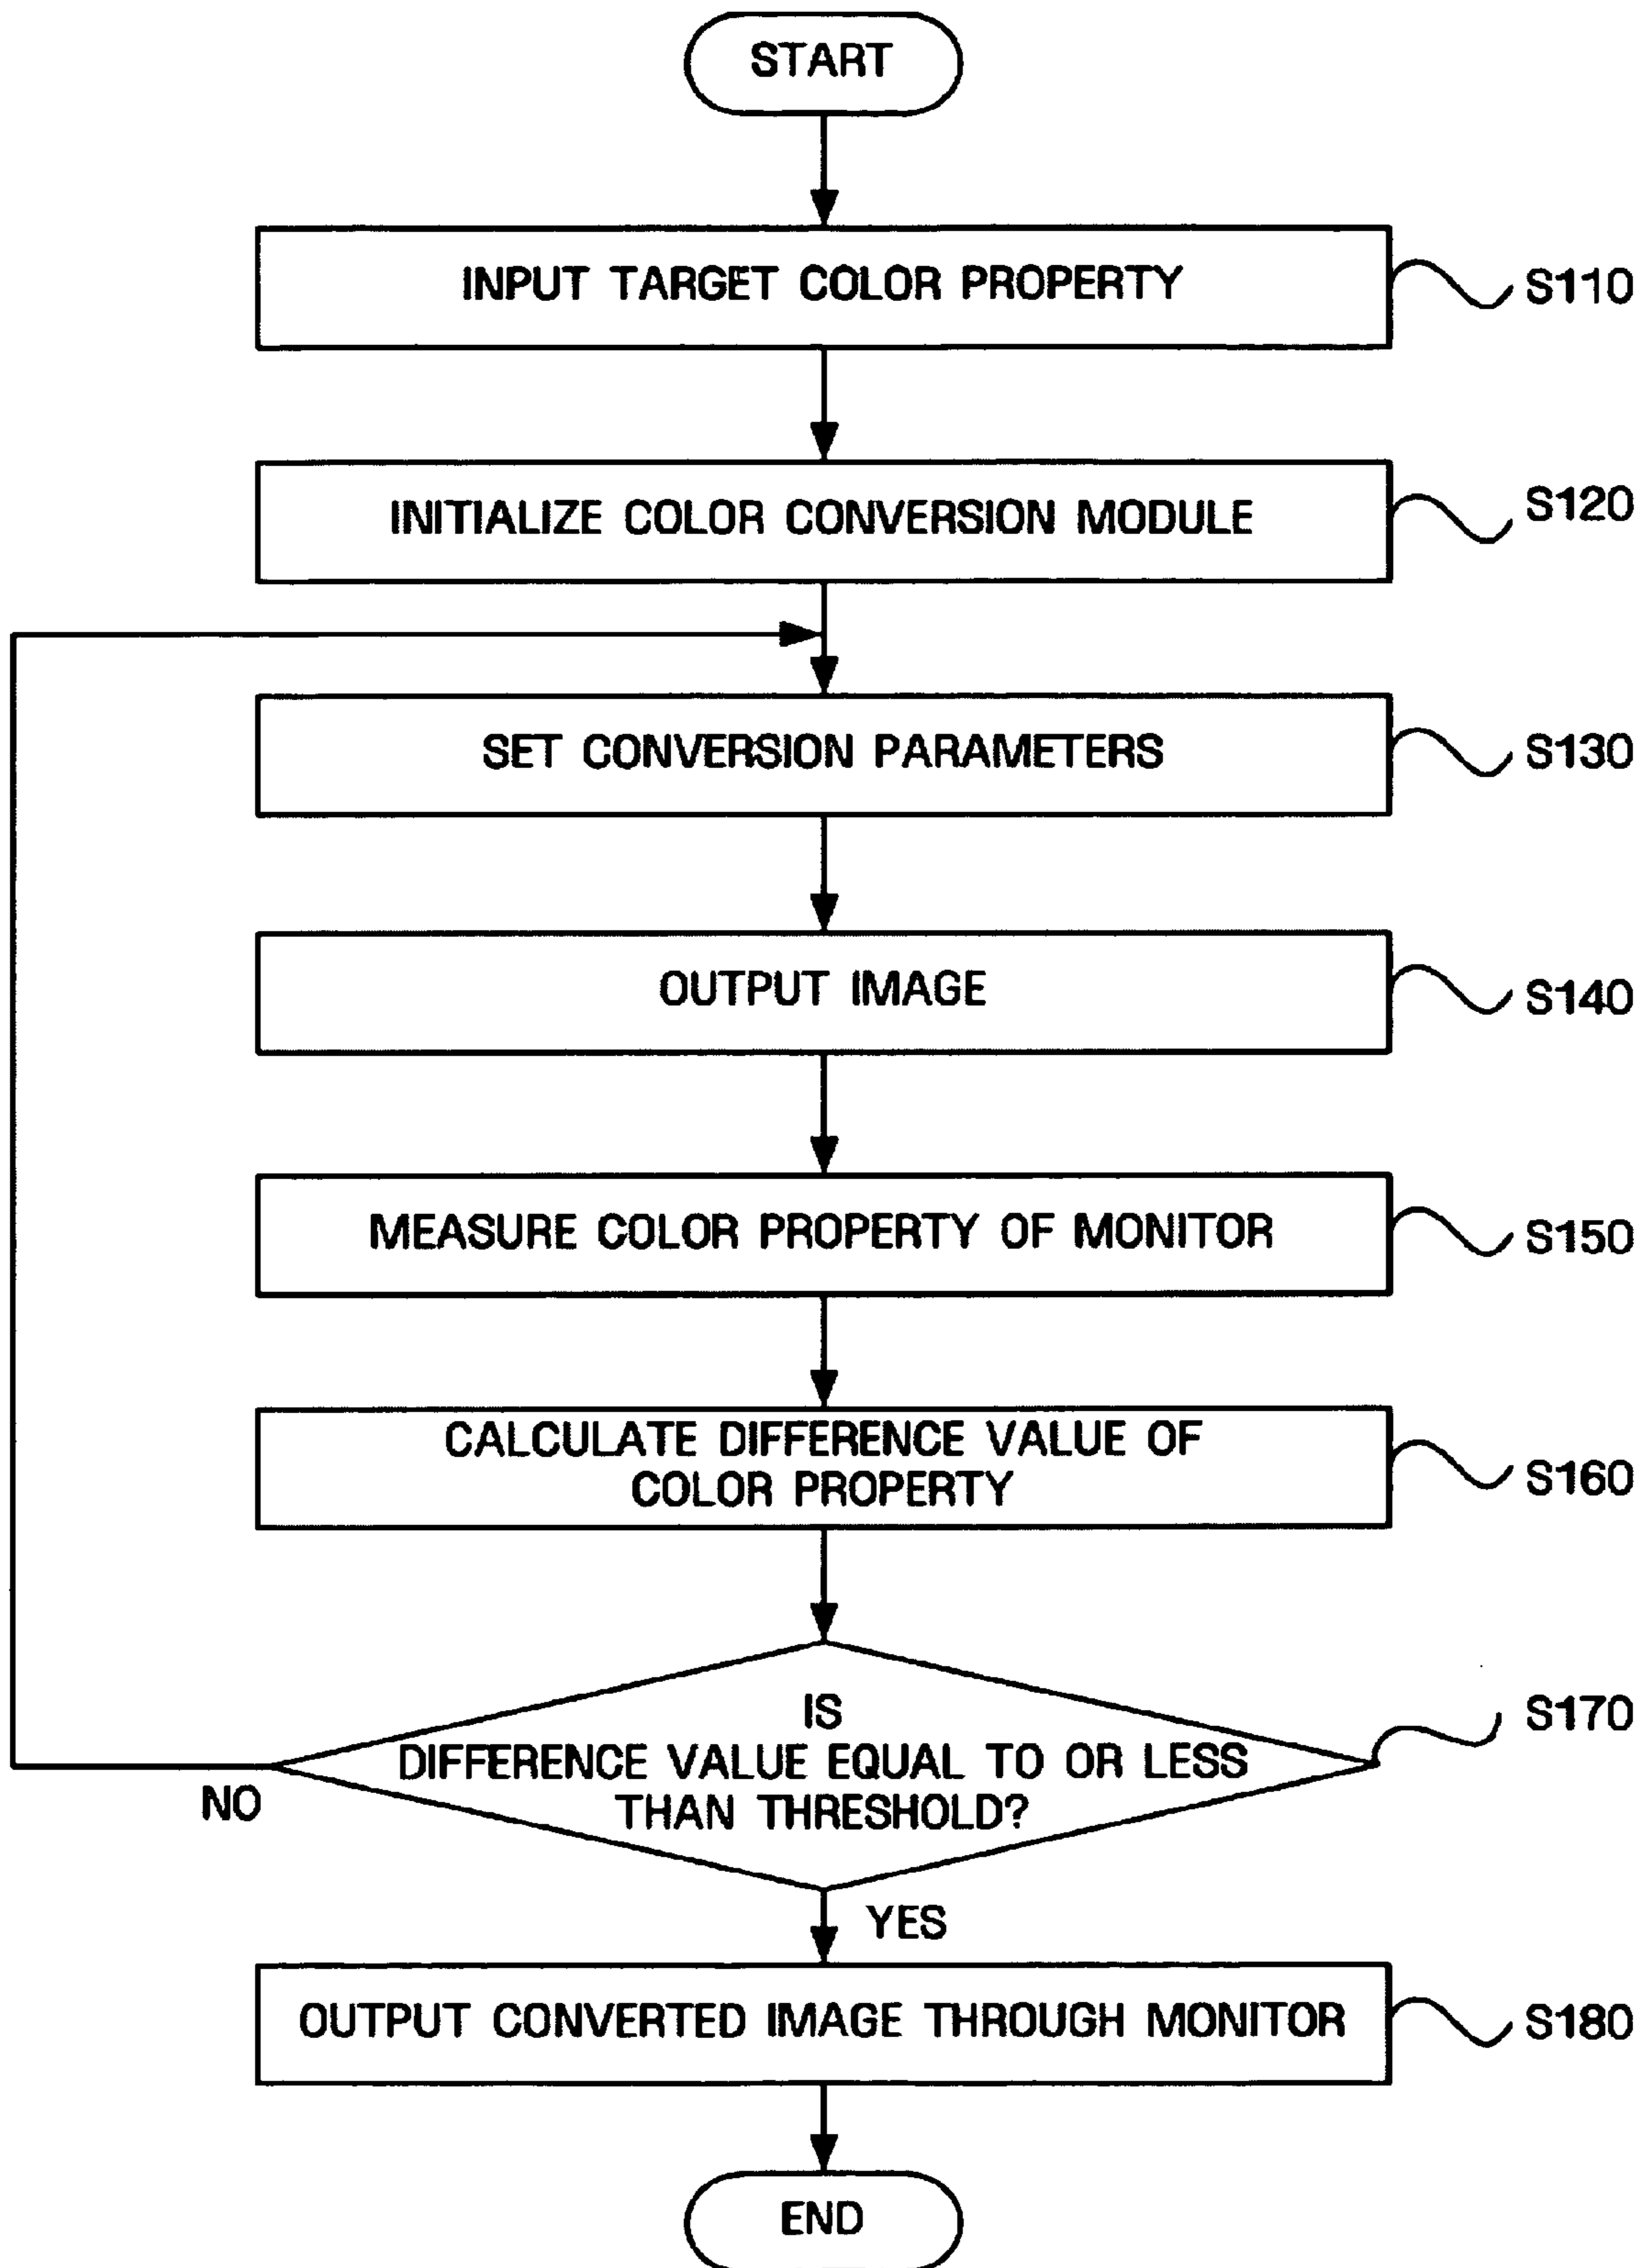 START
INPUT TARGET COLOR PROPERTY
S110
INITIALIZE COLOR CONVERSION MODULE
S120
SET CONVERSION PARAMETERS
S130
OUTPUT IMAGE
S140
MEASURE COLOR PROPERTY OF MONITOR
S150
CALCULATE DIFFERENCE VALUE OF
COLOR PROPERTY
S160
IS
DIFFERENCE VALUE EQUAL TO OR LESS
THAN THRESHOLD?
S170
NO
YES
OUTPUT CONVERTED IMAGE THROUGH MONITOR
S180
END